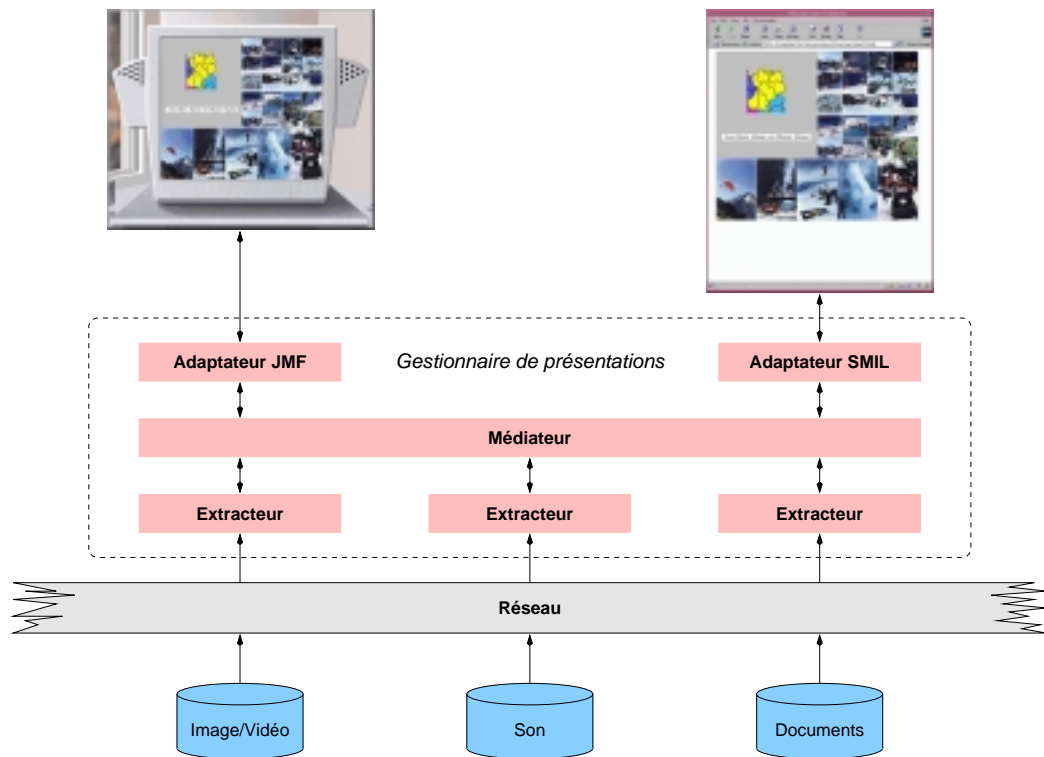 Adaptateur JMF
Gestionnaire de présentations
Adaptateur SMIL
Médiateur
Extracteur
Extracteur
Extracteur
Réseau
Image/Vidéo
Son
Documents